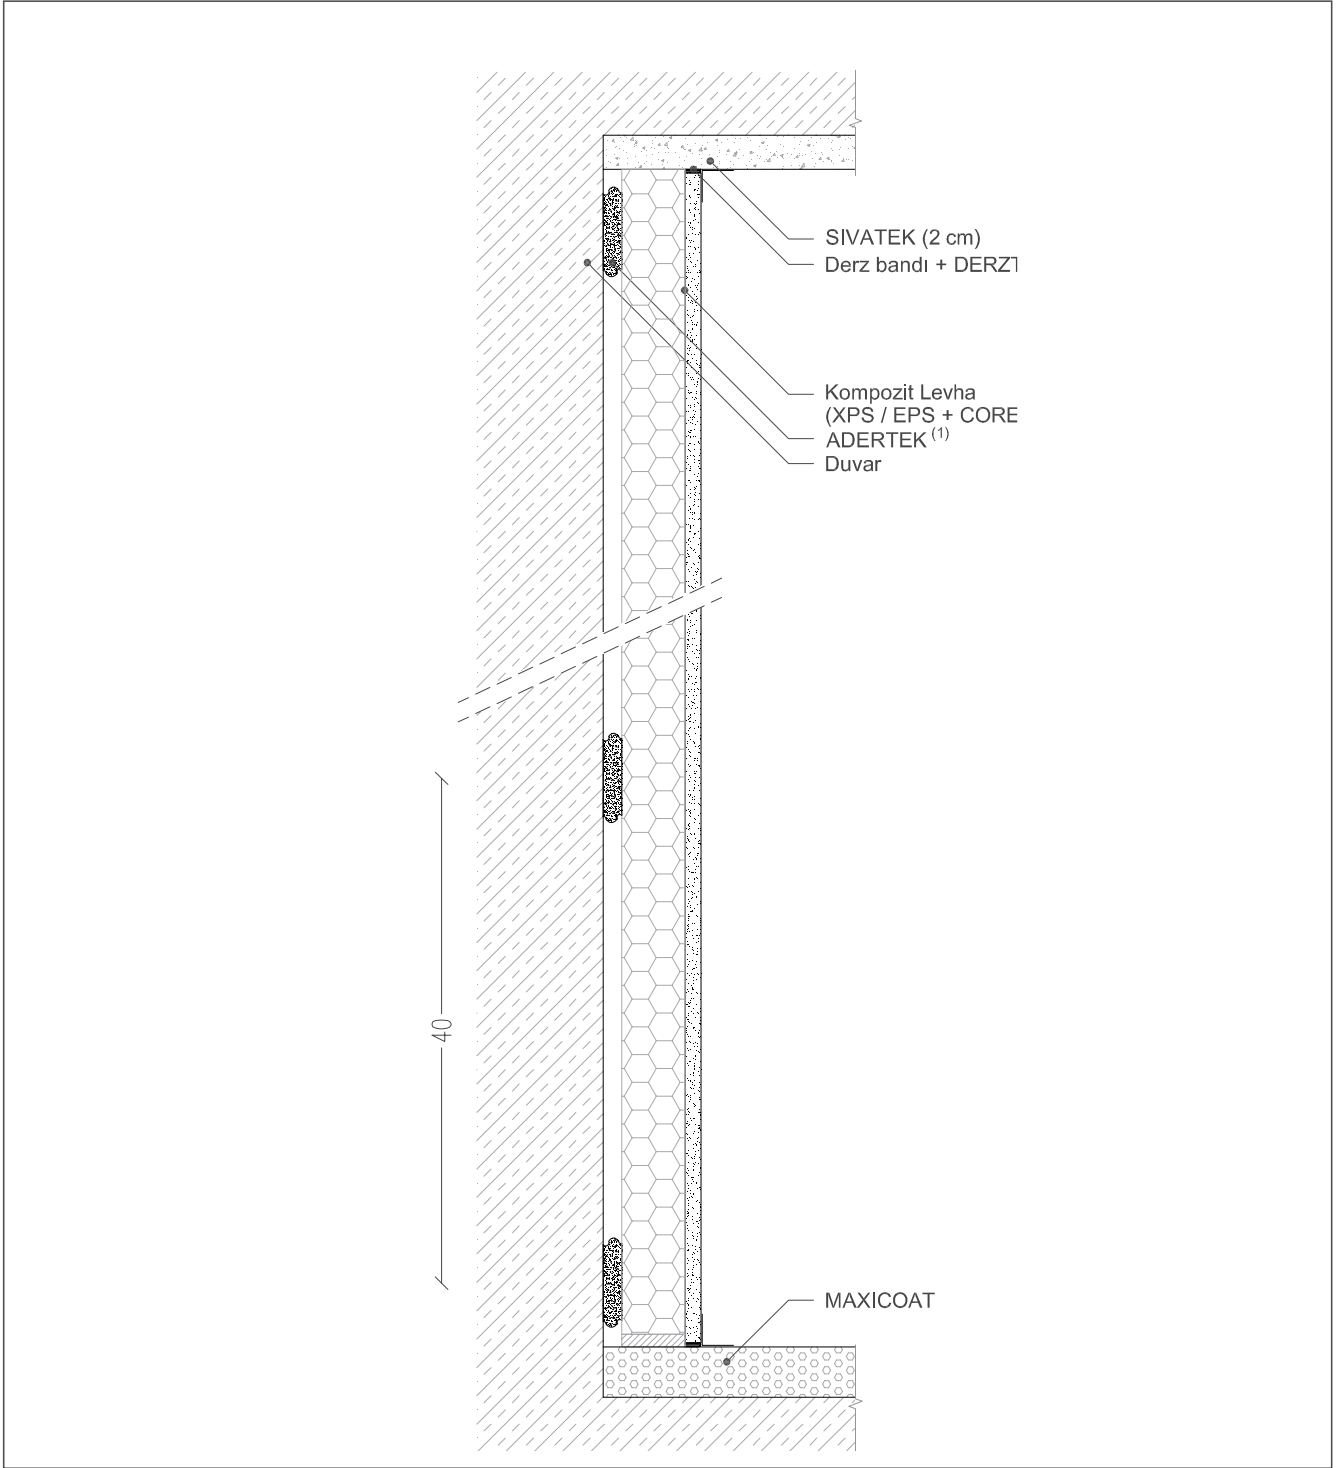 SIVATEK (2 cm)
Derz bandı + DERZT
Kompozit Levha
(XPS / EPS + CORE
ADERTEK (1)
Duvar
40
MAXICOAT